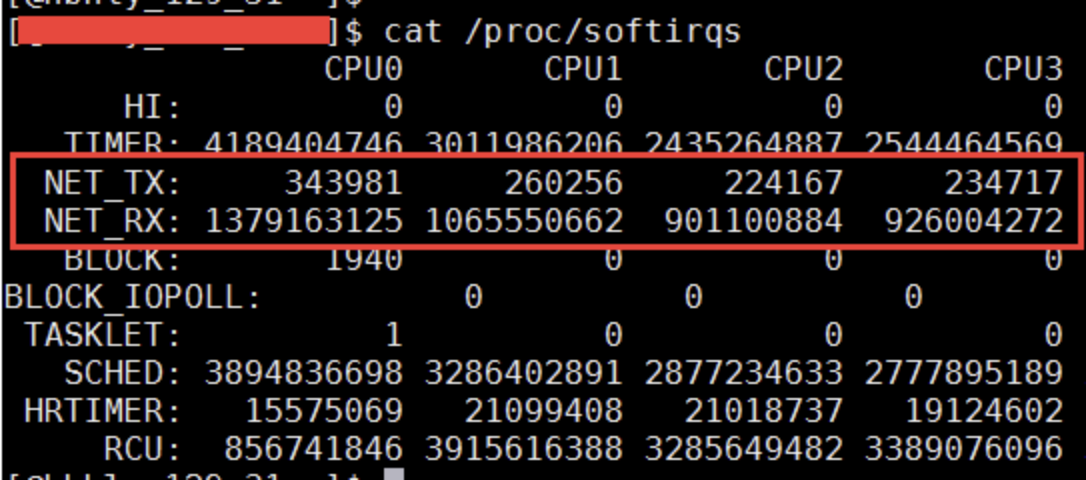 ]$ cat /proc/softirqs
CPU0 CPU1 CPU2 CPU3
HI: 0 0 0 0
TIMER: 4189404746 3011986206 2435264887 2544464569
NET_TX: 343981 260256 224167 234717
NET_RX: 1379163125 1065550662 901100884 926004272
BLOCK: 1940 0 0 0
BLOCK_IOPOLL: 0 0 0
TASKLET: 1 0 0 0
SCHED: 3894836698 3286402891 2877234633 2777895189
HRTIMER: 15575069 21099408 21018737 19124602
RCU: 856741846 3915616388 3285649482 3389076096